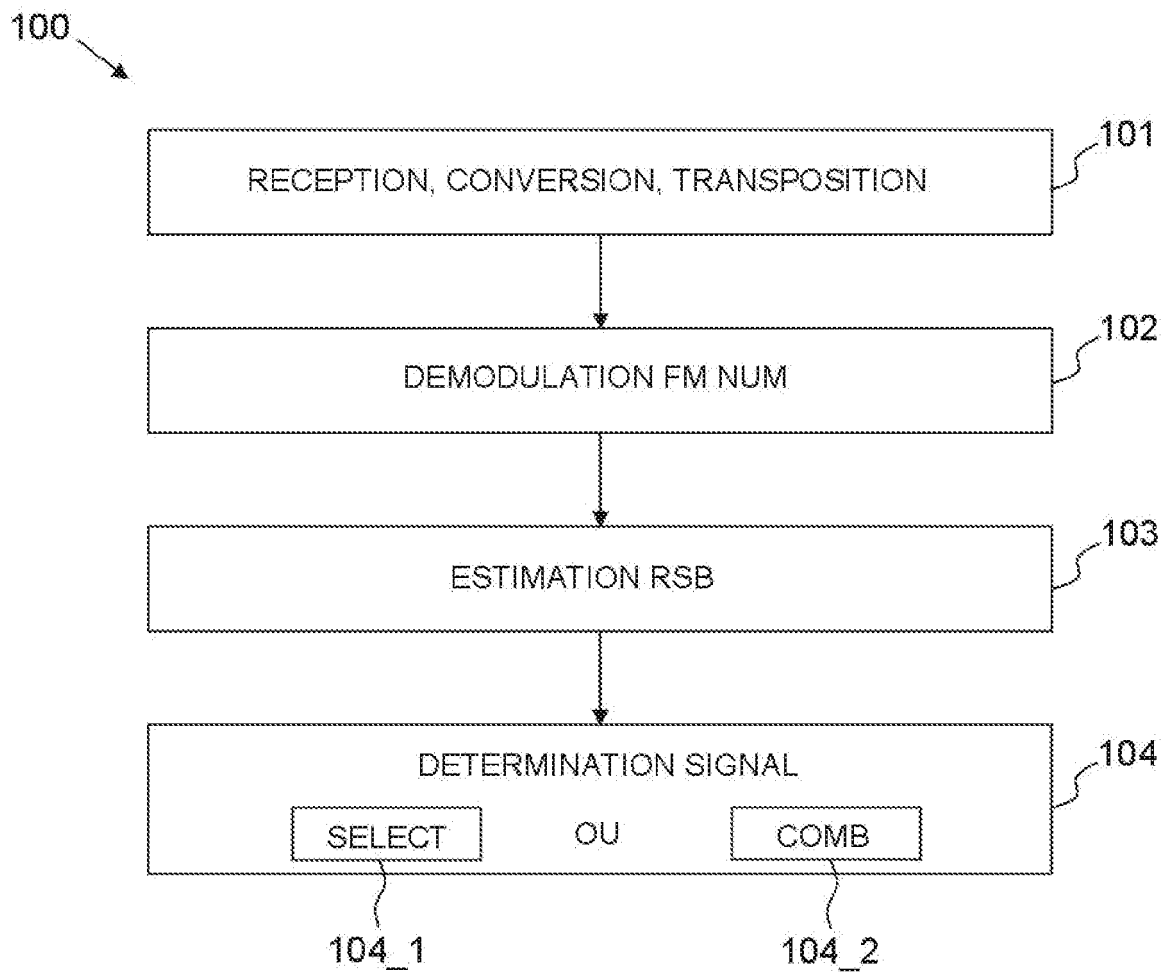 100
101
RECEPTION, CONVERSION, TRANSPOSITION
102
DEMODULATION FM NUM
103
ESTIMATION RSB
104
DETERMINATION SIGNAL
SELECT OU COMB
104_1 104_2